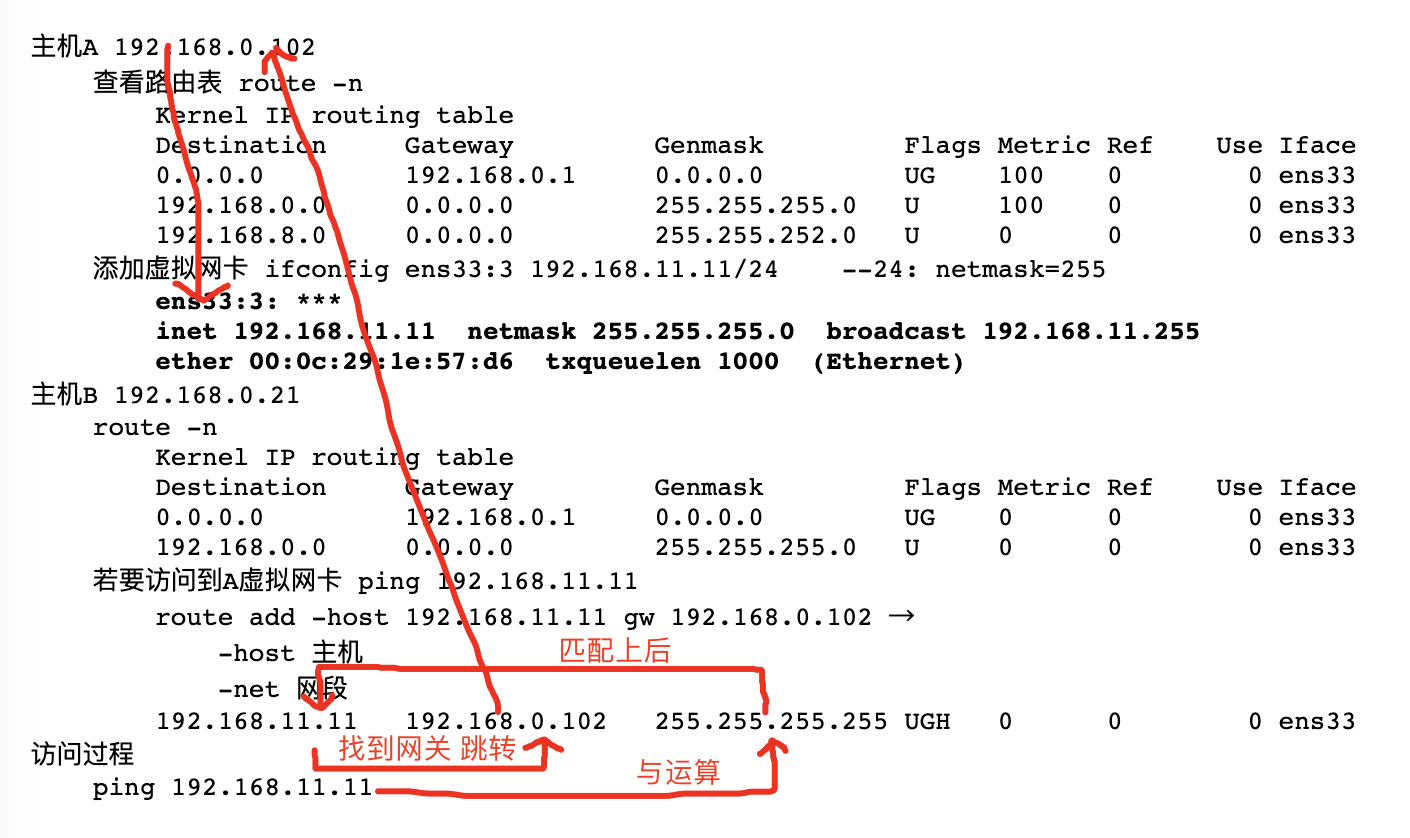 主机A 192.168.0.102
查看路由表 route -n
Kernel IP routing table
Destination Gateway Genmask Flags Metric Ref Use Iface
0.0.0.0 192.168.0.1 0.0.0.0 UG 100 0 0 ens33
192.168.0.0 0.0.0.0 255.255.255.0 U 100 0 0 ens33
192.168.8.0 0.0.0.0 255.255.252.0 U 0 0 0 ens33
添加虚拟网卡 ifconfig ens33:3 192.168.11.11/24 --24: netmask=255
ens33:3: ***
inet 192.168.11.11 netmask 255.255.255.0 broadcast 192.168.11.255
ether 00:0c:29:1e:57:d6 txqueuelen 1000 (Ethernet)
主机B 192.168.0.21
route -n
Kernel IP routing table
Destination Gateway Genmask Flags Metric Ref Use Iface
0.0.0.0 192.168.0.1 0.0.0.0 UG 0 0 0 ens33
192.168.0.0 0.0.0.0 255.255.255.0 U 0 0 0 ens33
若要访问到A虚拟网卡 ping 192.168.11.11
route add -host 192.168.11.11 gw 192.168.0.102 →
-host 主机
匹配上后
-net 网段
192.168.11.11 192.168.0.102 255.255.255.255 UGH 0 0 0 ens33
访问过程
找到网关 跳转
与运算
ping 192.168.11.11